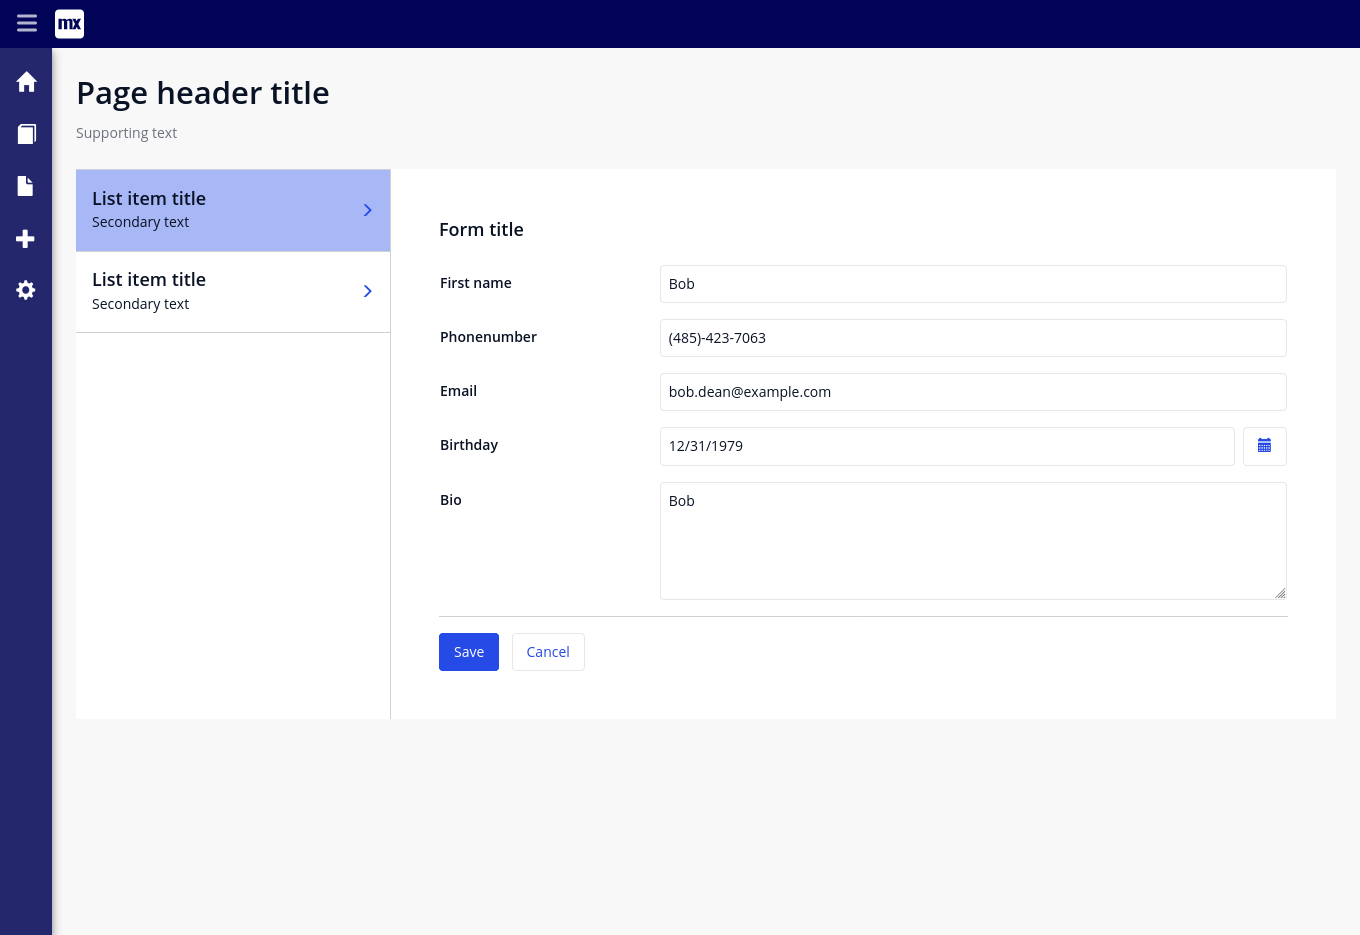 mx
Page header title
Supporting text
List item title
Secondary text
List item title
Secondary text
Form title
First name
Bob
Phonenumber
(485)-423-7063
Email
bob.dean@example.com
Birthday
12/31/1979
Bio
Bob
Save
Cancel